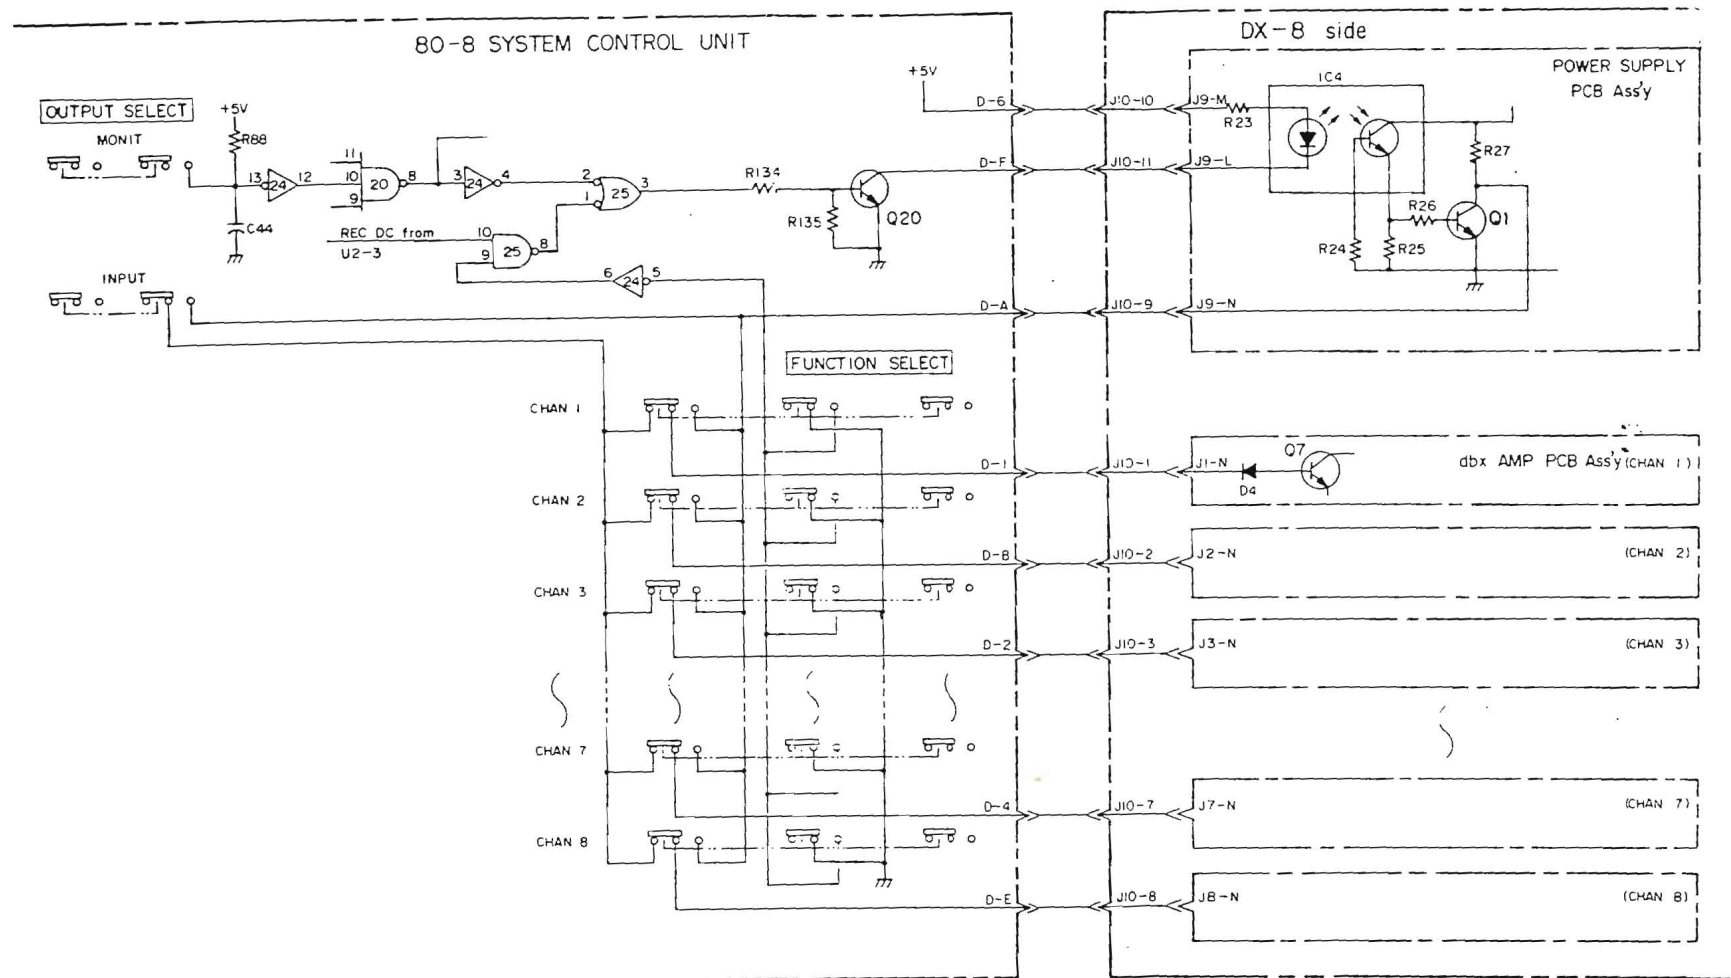 80-8 SYSTEM CONTROL UNIT
DX-8 side
OUTPUT SELECT
MONIT
+5V
R88
13
24
12
11
10
9
20
8
3
24
4
2
1
25
3
C44
REC DC from
U2-3
10
9
25
8
6
24
5
R134
R135
Q20
INPUT
+5V
D-6
J10-10
J9-M
R23
IC4
POWER SUPPLY
PCB Ass'y
D-F
J10-11
J9-L
R27
R26
Q1
R24
R25
D-A
J10-9
J9-N
FUNCTION SELECT
CHAN 1
D-1
J10-1
J1-N
D4
Q7
dbx AMP PCB Ass'y (CHAN 1)
CHAN 2
D-B
J10-2
J2-N
(CHAN 2)
CHAN 3
D-2
J10-3
J3-N
(CHAN 3)
CHAN 7
D-4
J10-7
J7-N
(CHAN 7)
CHAN 8
D-E
J10-8
J8-N
(CHAN 8)